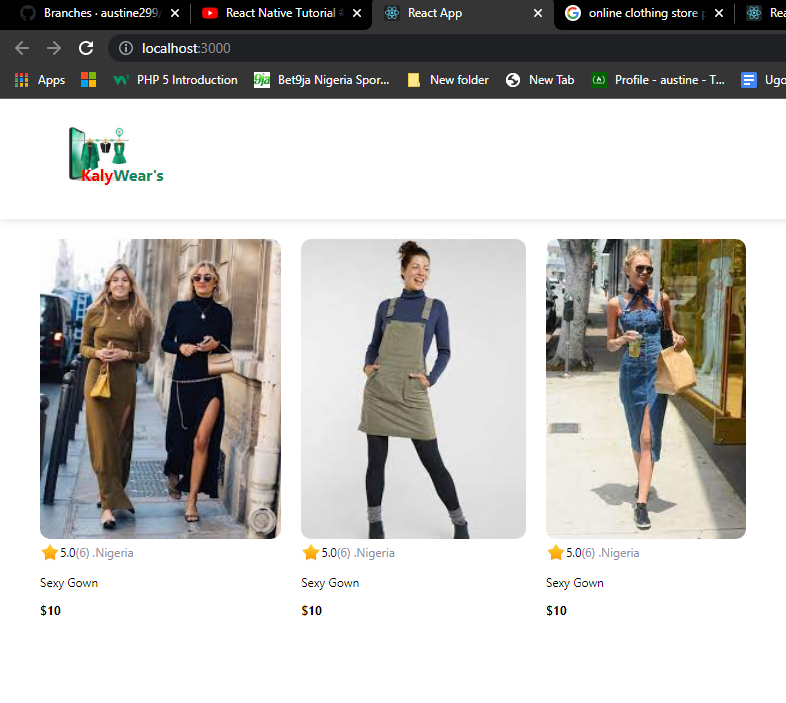 Branches · austine299
React Native Tutorial
React App
online clothing store
localhost:3000
Apps
PHP 5 Introduction
9ja
Bet9ja Nigeria Spor...
New folder
New Tab
Profile - austine - T...
Ugo
KalyWear's
5.0(6) .Nigeria
5.0(6) .Nigeria
5.0(6) .Nigeria
Sexy Gown
Sexy Gown
Sexy Gown
$10
$10
$10